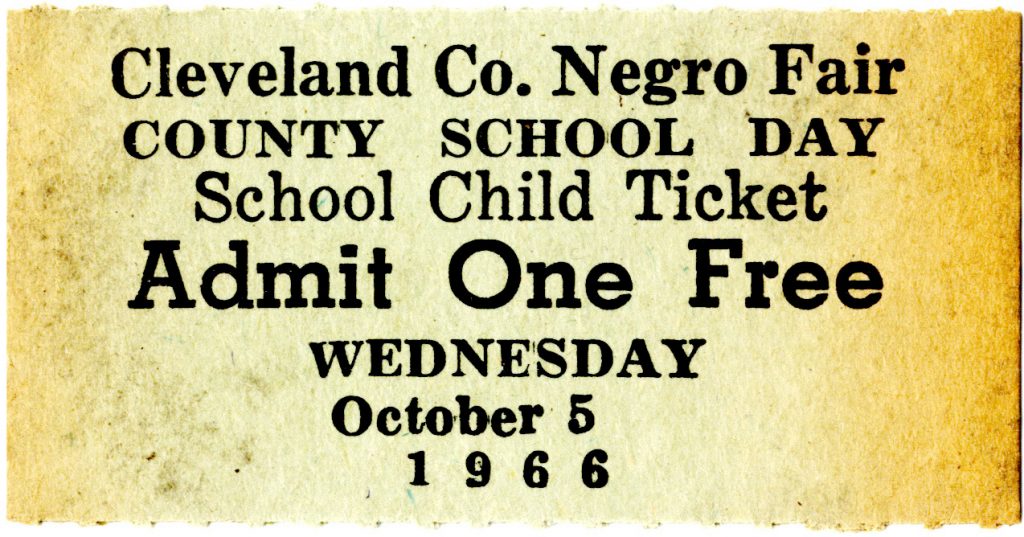 Cleveland Co. Negro Fair
COUNTY SCHOOL DAY
School Child Ticket
Admit One Free
WEDNESDAY
October 5
1966